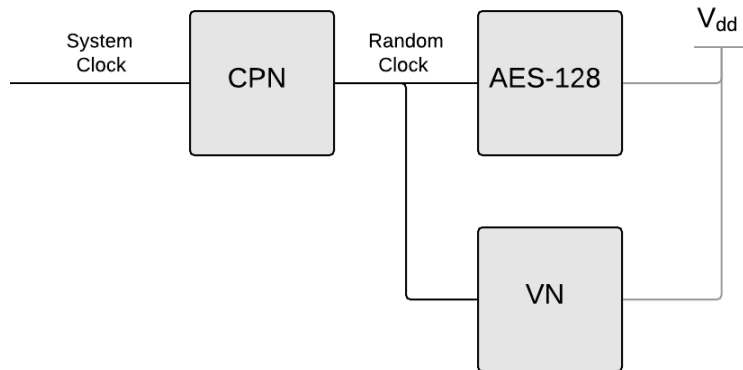 System
Clock
CPN
Random
Clock
AES-128
Vdd
VN